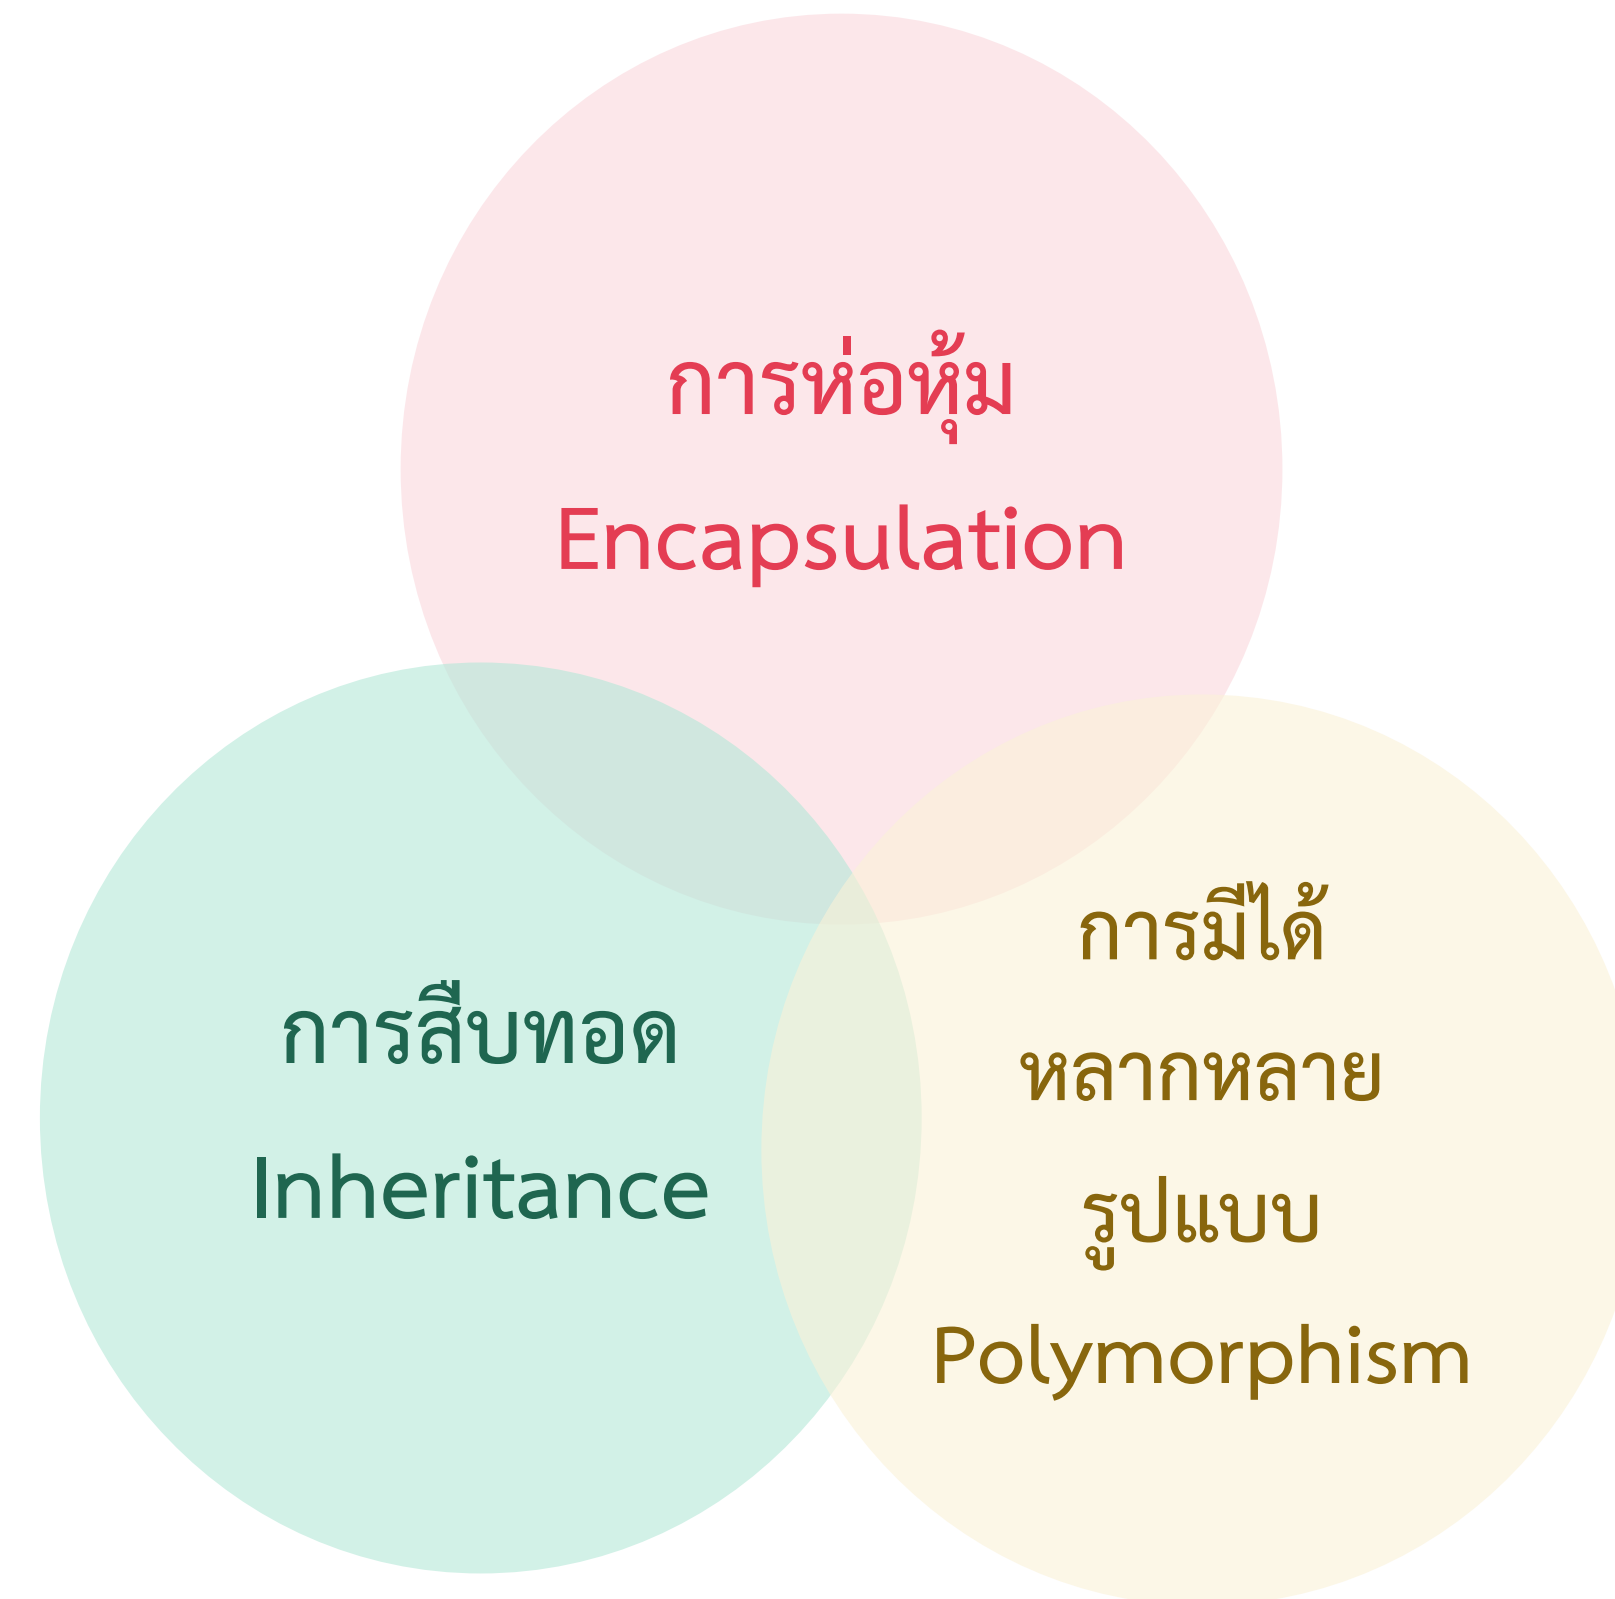 การห่อหุ้ม
Encapsulation
การสืบทอด
Inheritance
การมีได้
หลากหลาย
รูปแบบ
Polymorphism